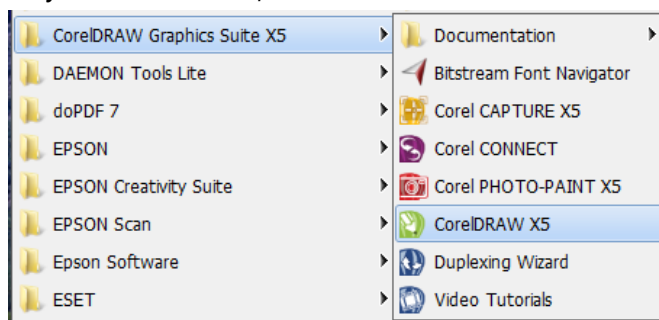 CorelDRAW Graphics Suite X5
DAEMON Tools Lite
doPDF 7
EPSON
EPSON Creativity Suite
EPSON Scan
Epson Software
ESET
Documentation
Bitstream Font Navigator
Corel CAPTURE X5
Corel CONNECT
Corel PHOTO-PAINT X5
CorelDRAW X5
Duplexing Wizard
Video Tutorials